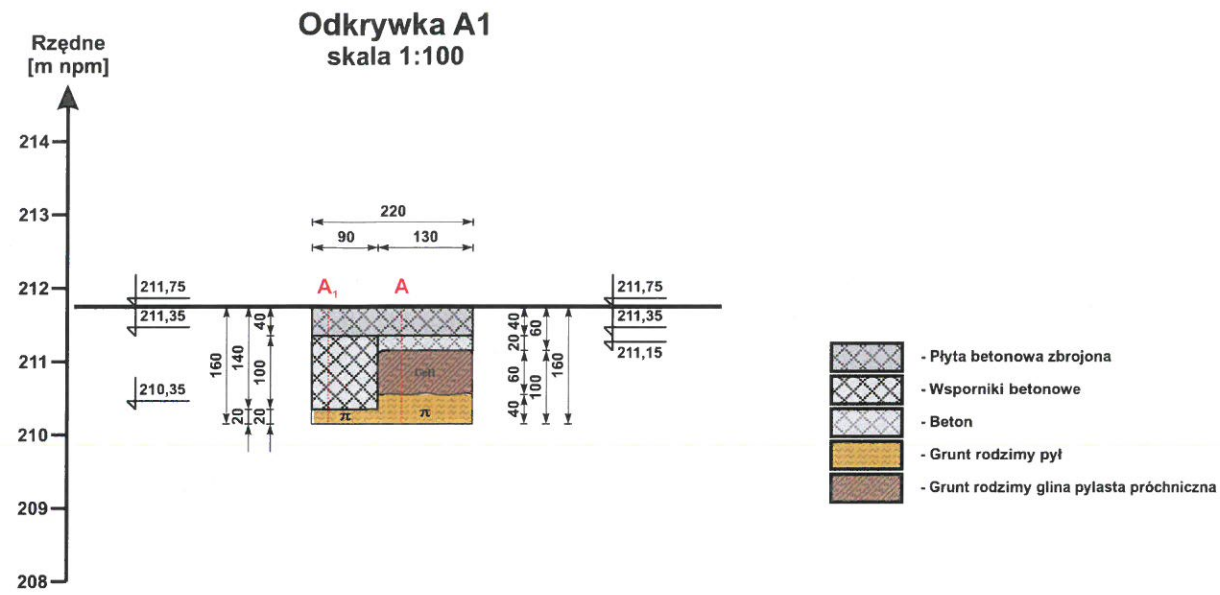 Odkrywka A1
skala 1:100
Rzędne
[m npm]
214
213
212
211
210
209
208
220
90
130
A₁
A
211,75
211,35
210,35
211,75
211,35
211,15
160
140
20
40
100
20
40
20
60
40
60
100
160
π
π
- Płyta betonowa zbrojona
- Wsporniki betonowe
- Beton
- Grunt rodzimy pył
- Grunt rodzimy glina pylasta próchniczna